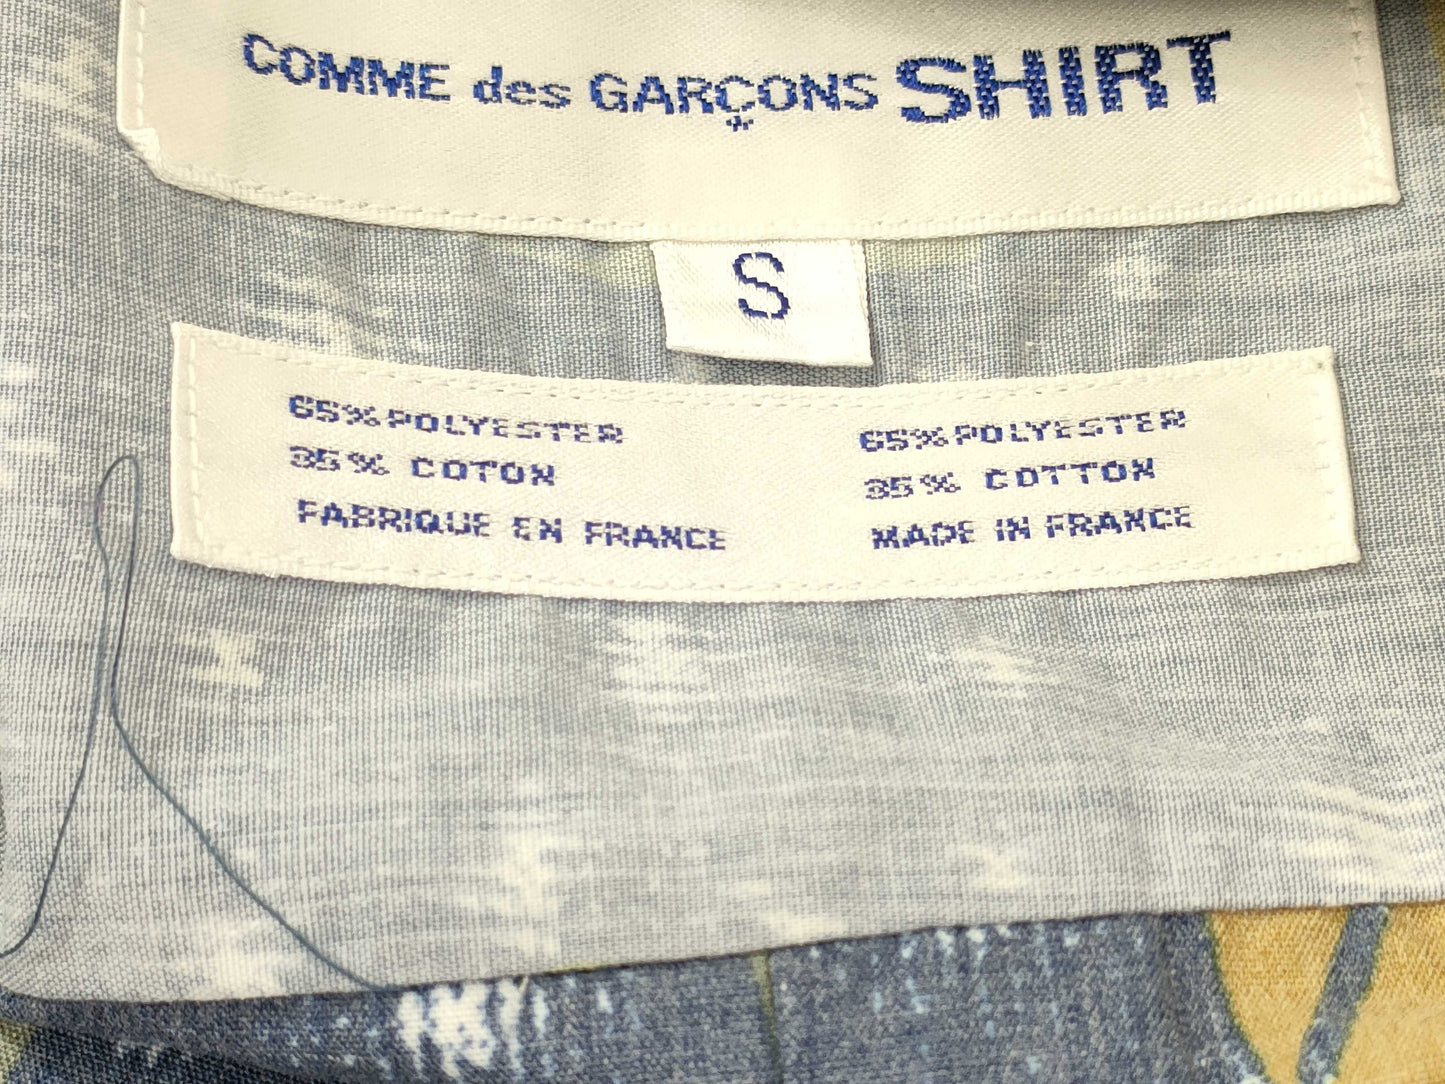 COMME des GARÇONS SHIRT
S
65% POLYESTER
35% COTON
FABRIQUE EN FRANCE
65% POLYESTER
35% COTTON
MADE IN FRANCE